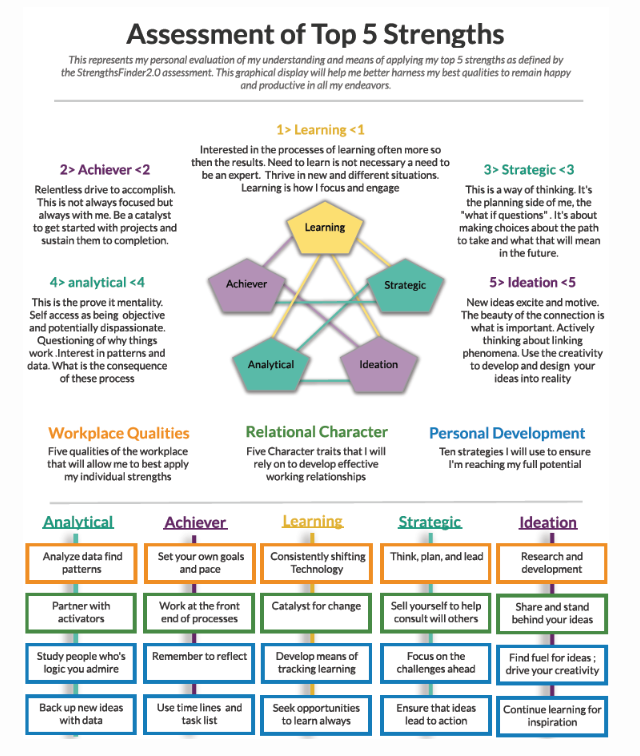 Assessment of Top 5 Strengths
This represents my personal evaluation of my understanding and means of applying my top 5 strengths as defined by
the StrengthsFinder2.0 assessment. This graphical display will help me better harness my best qualities to remain happy
and productive in all my endeavors.
1> Learning <1
Interested in the processes of learning often more so
then the results. Need to learn is not necessary a need to
be an expert. Thrive in new and different situations.
Learning is how I focus and engage
2> Achiever <2
Relentless drive to accomplish.
This is not always focused but
always with me. Be a catalyst
to get started with projects and
sustain them to completion.
3> Strategic <3
This is a way of thinking. It's
the planning side of me, the
"what if questions" . It's about
making choices about the path
to take and what that will mean
in the future.
4> analytical <4
This is the prove it mentality.
Self access as being objective
and potentially dispassionate.
Questioning of why things
work .Interest in patterns and
data. What is the consequence
of these process
5> Ideation <5
New ideas excite and motive.
The beauty of the connection is
what is important. Actively
thinking about linking
phenomena. Use the creativity
to develop and design your
ideas into reality
Learning
Achiever
Strategic
Analytical
Ideation
Workplace Qualities
Five qualities of the workplace
that will allow me to best apply
my individual strengths
Relational Character
Five Character traits that I will
rely on to develop effective
working relationships
Personal Development
Ten strategies I will use to ensure
I'm reaching my full potential
Analytical
Achiever
Learning
Strategic
Ideation
Analyze data find
patterns
Set your own goals
and pace
Consistently shifting
Technology
Think, plan, and lead
Research and
development
Partner with
activators
Work at the front
end of processes
Catalyst for change
Sell yourself to help
consult will others
Share and stand
behind your ideas
Study people who's
logic you admire
Remember to reflect
Develop means of
tracking learning
Focus on the
challenges ahead
Find fuel for ideas ;
drive your creativity
Back up new ideas
with data
Use time lines and
task list
Seek opportunities
to learn always
Ensure that ideas
lead to action
Continue learning for
inspiration